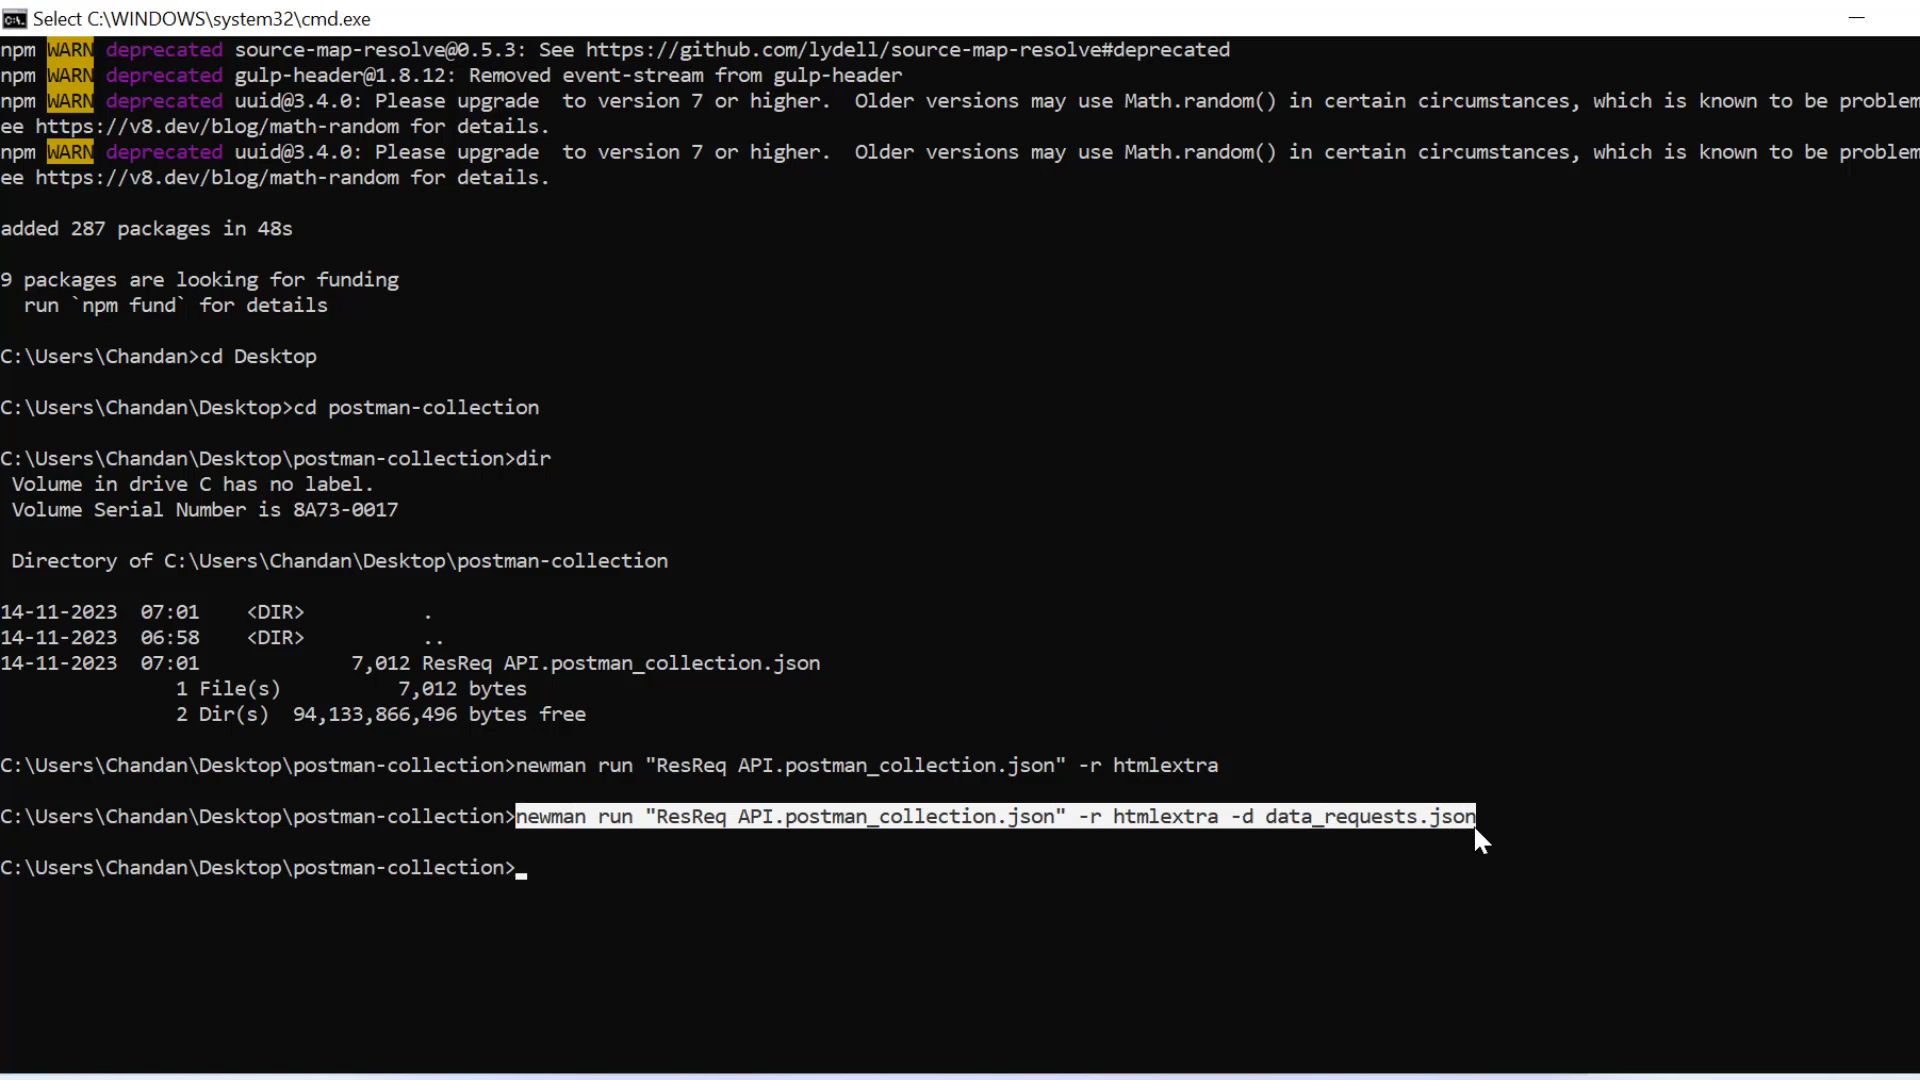 Select C:\WINDOWS\system32\cmd.exe
npm WARN deprecated source-map-resolve@0.5.3: See https://github.com/lydell/source-map-resolve#deprecated
npm WARN deprecated gulp-header@1.8.12: Removed event-stream from gulp-header
npm WARN deprecated uuid@3.4.0: Please upgrade  to version 7 or higher.  Older versions may use Math.random() in certain circumstances, which is known to be problem
ee https://v8.dev/blog/math-random for details.
npm WARN deprecated uuid@3.4.0: Please upgrade  to version 7 or higher.  Older versions may use Math.random() in certain circumstances, which is known to be problem
ee https://v8.dev/blog/math-random for details.
added 287 packages in 48s
9 packages are looking for funding
  run `npm fund` for details
C:\Users\Chandan>cd Desktop
C:\Users\Chandan\Desktop>cd postman-collection
C:\Users\Chandan\Desktop\postman-collection>dir
 Volume in drive C has no label.
 Volume Serial Number is 8A73-0017
 Directory of C:\Users\Chandan\Desktop\postman-collection
14-11-2023  07:01    <DIR>          .
14-11-2023  06:58    <DIR>          ..
14-11-2023  07:01             7,012 ResReq API.postman_collection.json
               1 File(s)          7,012 bytes
               2 Dir(s)  94,133,866,496 bytes free
C:\Users\Chandan\Desktop\postman-collection>newman run "ResReq API.postman_collection.json" -r htmlextra
C:\Users\Chandan\Desktop\postman-collection>newman run "ResReq API.postman_collection.json" -r htmlextra -d data_requests.json
C:\Users\Chandan\Desktop\postman-collection>